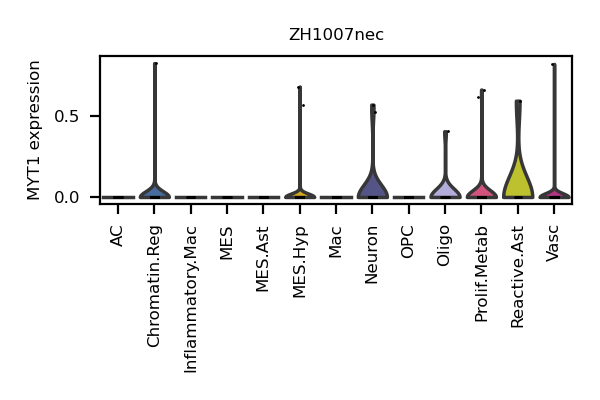 ZH1007nec
MYT1 expression
0.5
0.0
AC
Chromatin.Reg
Inflammatory.Mac
MES
MES.Ast
MES.Hyp
Mac
Neuron
OPC
Oligo
Prolif.Metab
Reactive.Ast
Vasc